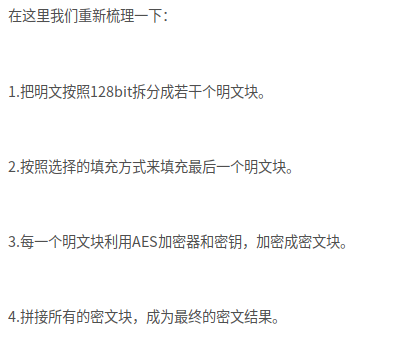 在这里我们重新梳理一下：
1.把明文按照128bit拆分成若干个明文块。
2.按照选择的填充方式来填充最后一个明文块。
3.每一个明文块利用AES加密器和密钥，加密成密文块。
4.拼接所有的密文块，成为最终的密文结果。